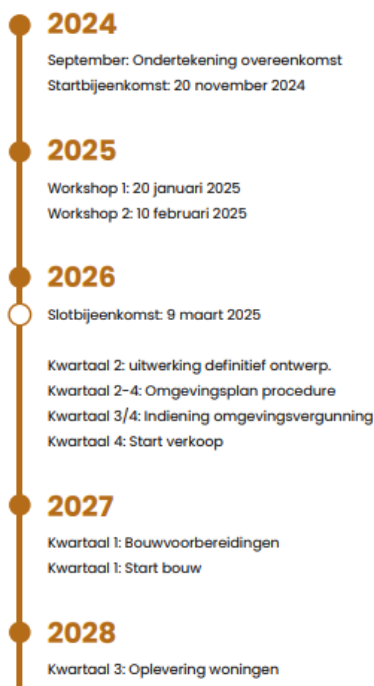 2024
September: Ondertekening overeenkomst
Startbijeenkomst: 20 november 2024
2025
Workshop 1: 20 januari 2025
Workshop 2: 10 februari 2025
2026
Slotbijeenkomst: 9 maart 2025
Kwartaal 2: uitwerking definitief ontwerp.
Kwartaal 2-4: Omgevingsplan procedure
Kwartaal 3/4: Indiening omgevingsvergunning
Kwartaal 4: Start verkoop
2027
Kwartaal 1: Bouwvoorbereidingen
Kwartaal 1: Start bouw
2028
Kwartaal 3: Oplevering woningen